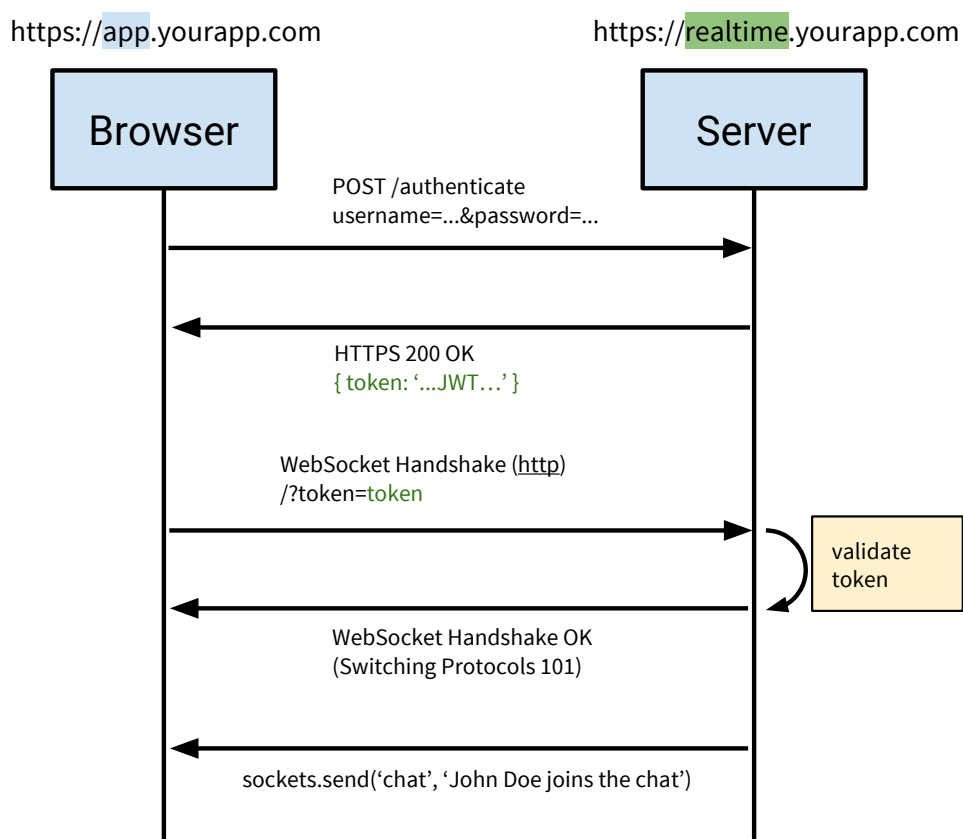 https://app.yourapp.com
https://realtime.yourapp.com
Browser
Server
POST /authenticate
username=...&password=...
HTTPS 200 OK
{ token: ‘...JWT…’ }
WebSocket Handshake (http)
/?token=token
validate
token
WebSocket Handshake OK
(Switching Protocols 101)
sockets.send(‘chat’, ‘John Doe joins the chat’)